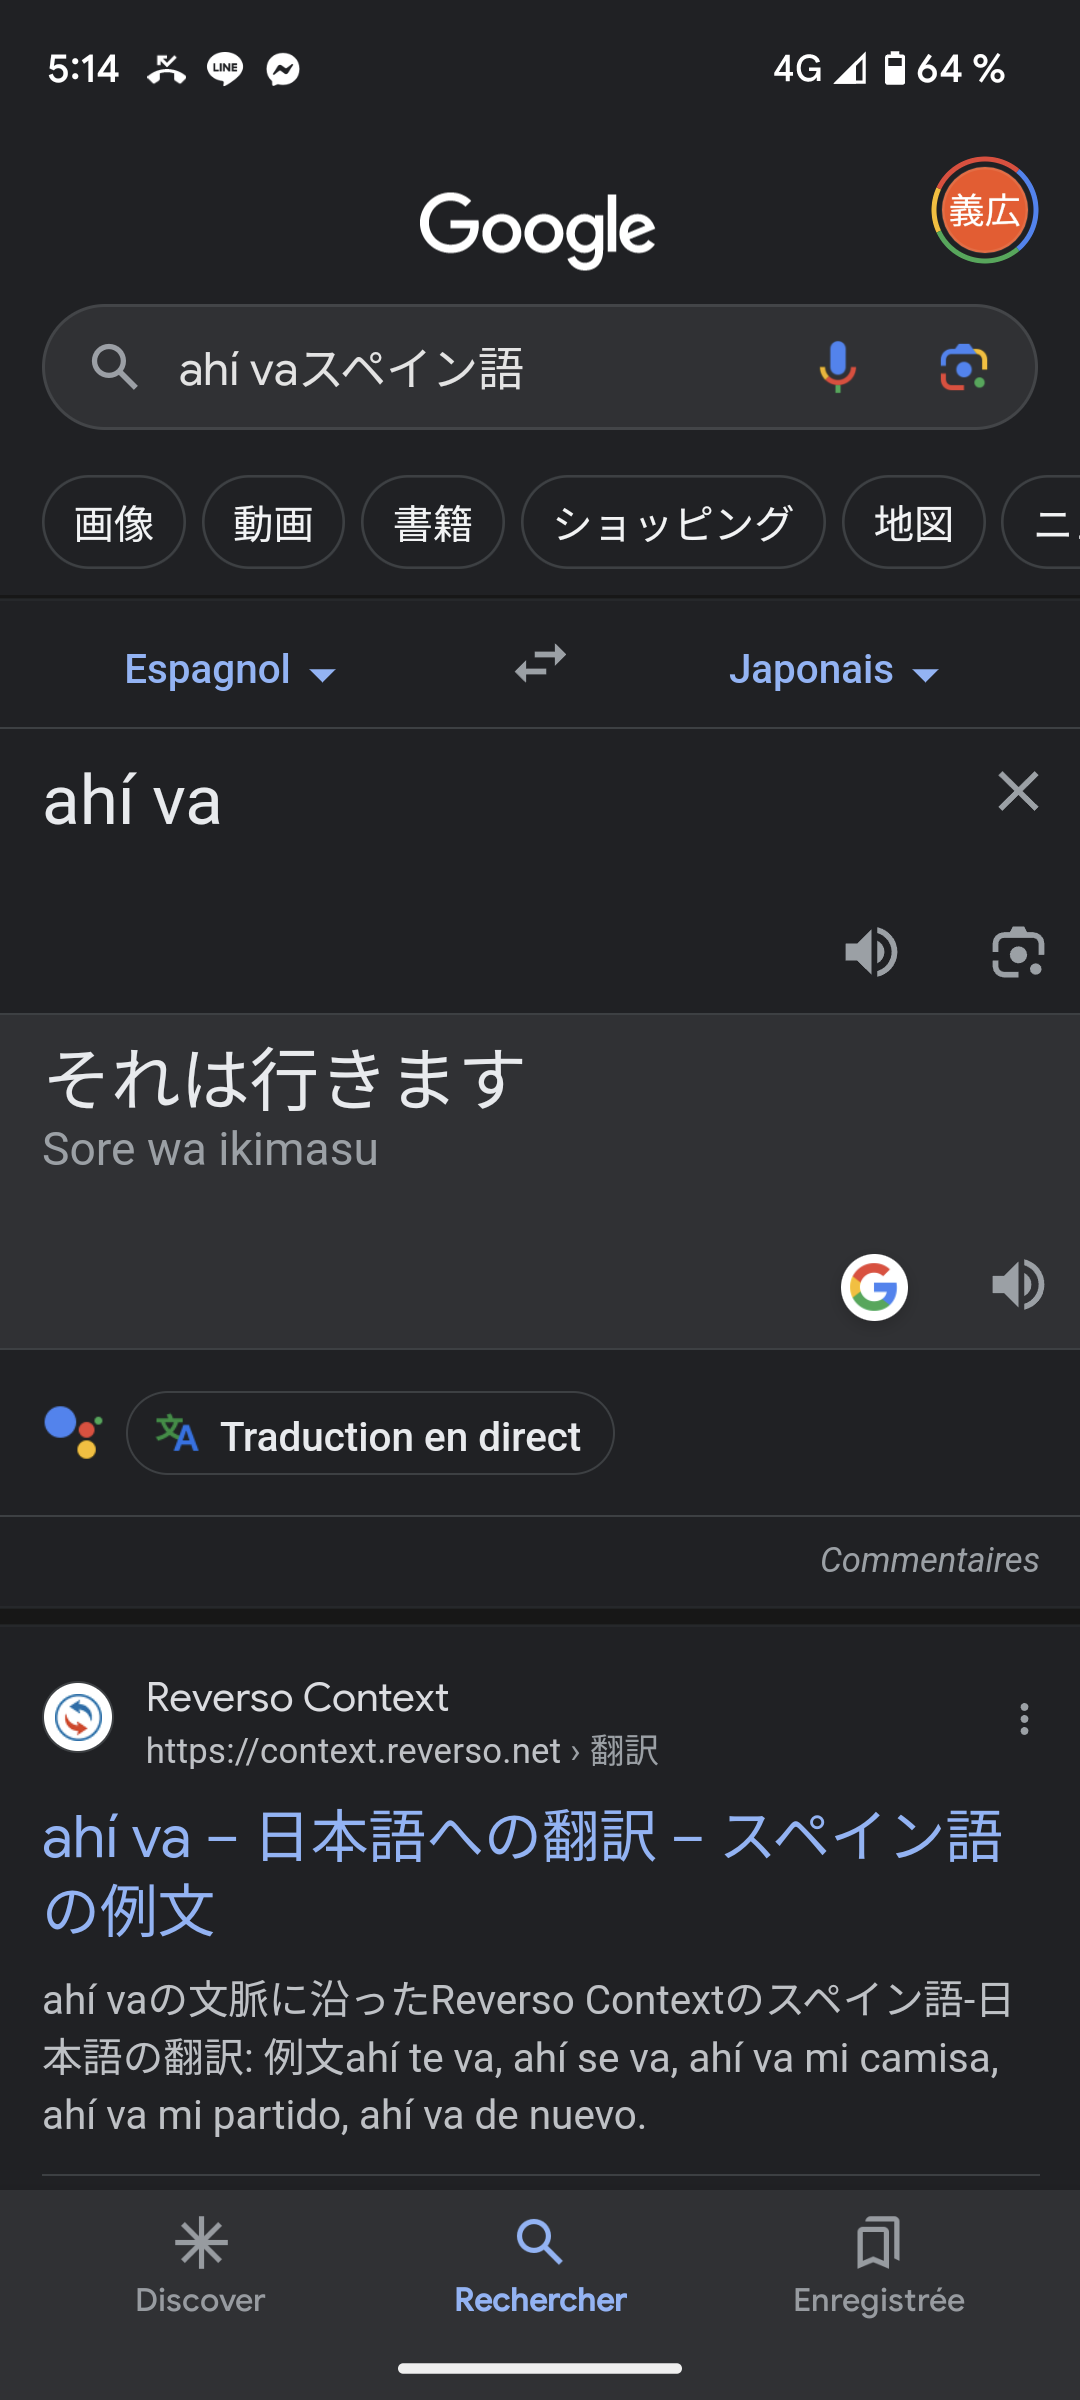 5:14 LINE 4G 64 %
Google
義広
ahí vaスペイン語
画像 動画 書籍 ショッピング 地図
Espagnol Japonais
ahí va
それは行きます
Sore wa ikimasu
G
文A Traduction en direct
Commentaires
Reverso Context
https://context.reverso.net › 翻訳
ahí va – 日本語への翻訳 – スペイン語
の例文
ahí vaの文脈に沿ったReverso Contextのスペイン語-日
本語の翻訳: 例文ahí te va, ahí se va, ahí va mi camisa,
ahí va mi partido, ahí va de nuevo.
Discover Rechercher Enregistrée